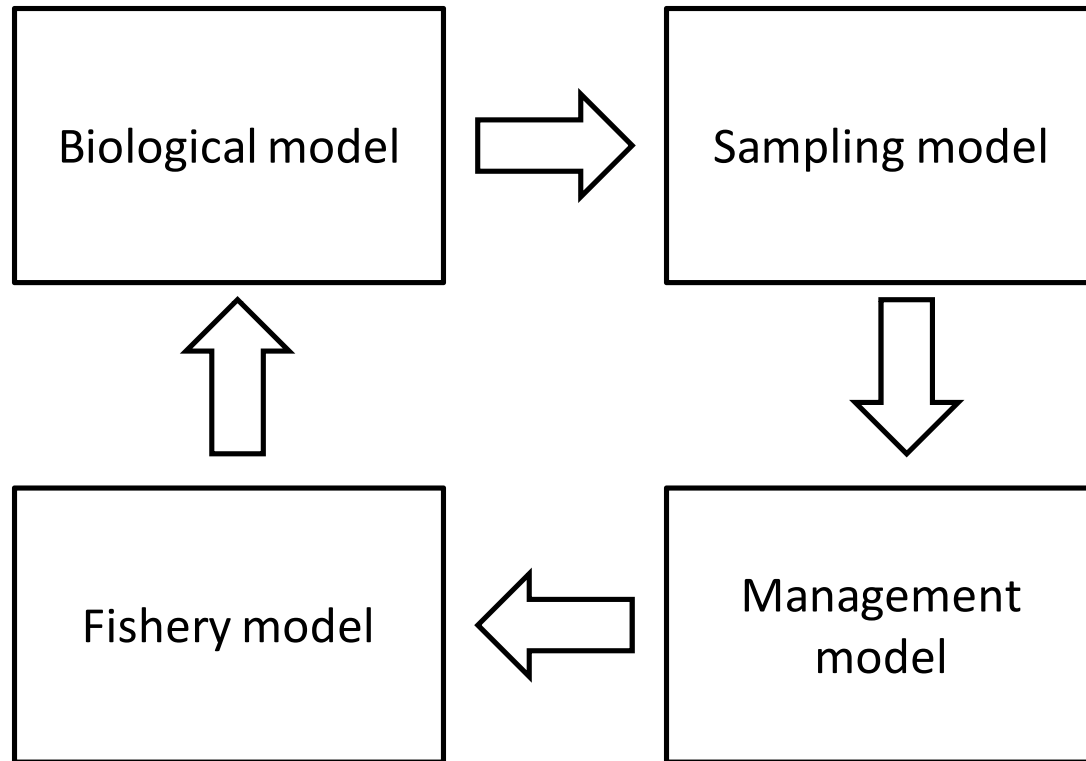 Biological model
Sampling model
Fishery model
Management
model